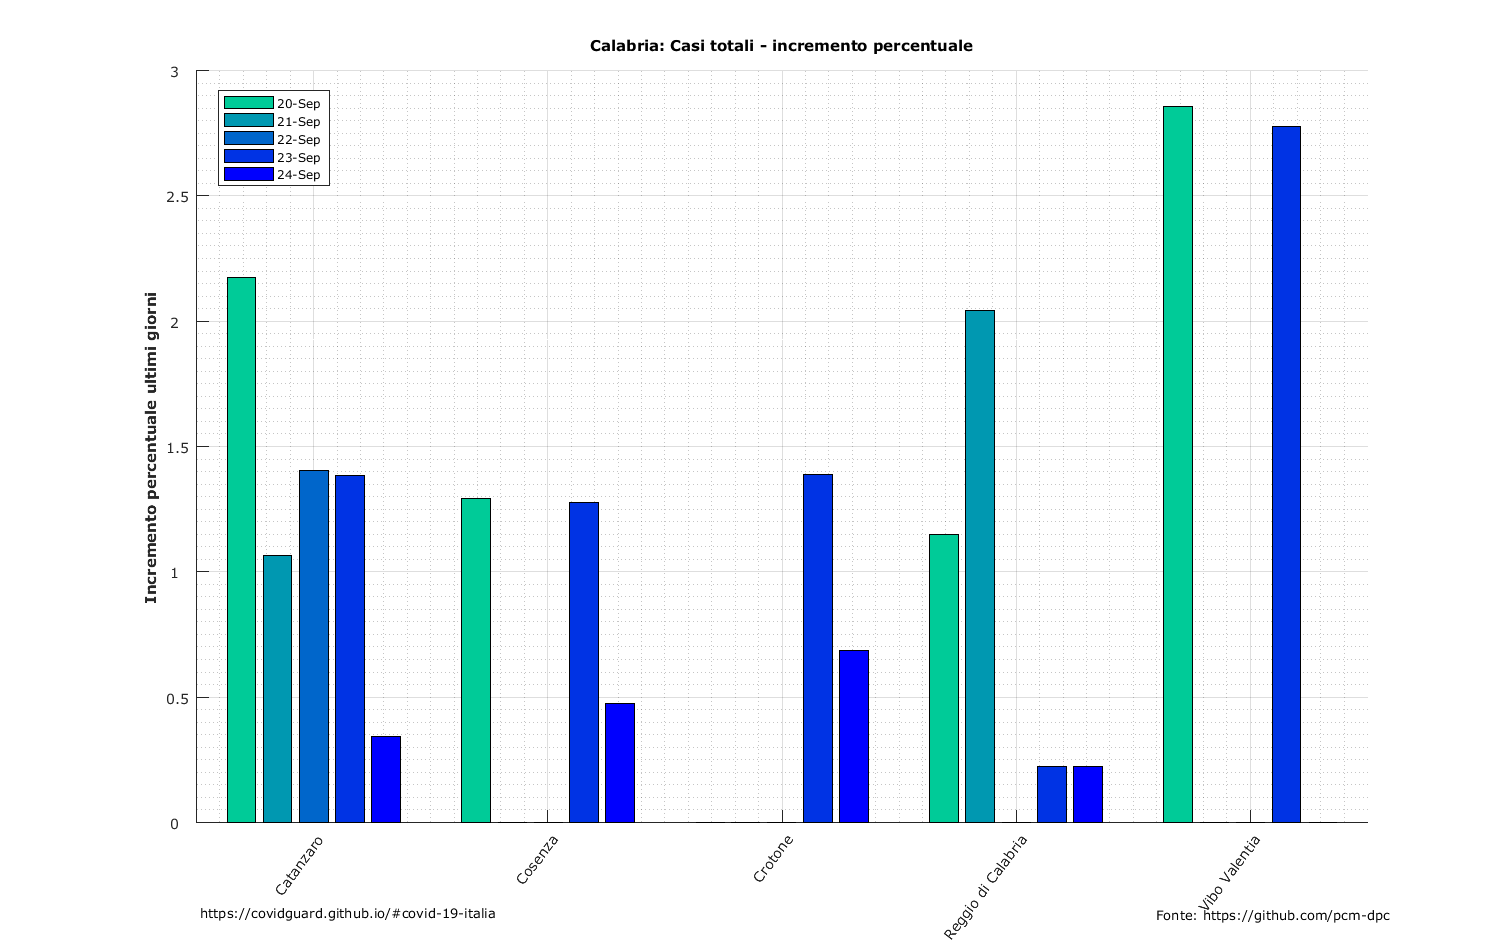 Calabria: Casi totali - incremento percentuale
3
2.5
2
1.5
1
0.5
0
Incremento percentuale ultimi giorni
20-Sep
21-Sep
22-Sep
23-Sep
24-Sep
Catanzaro
Cosenza
Crotone
Reggio di Calabria
Vibo Valentia
https://covidguard.github.io/#covid-19-italia
Fonte: https://github.com/pcm-dpc